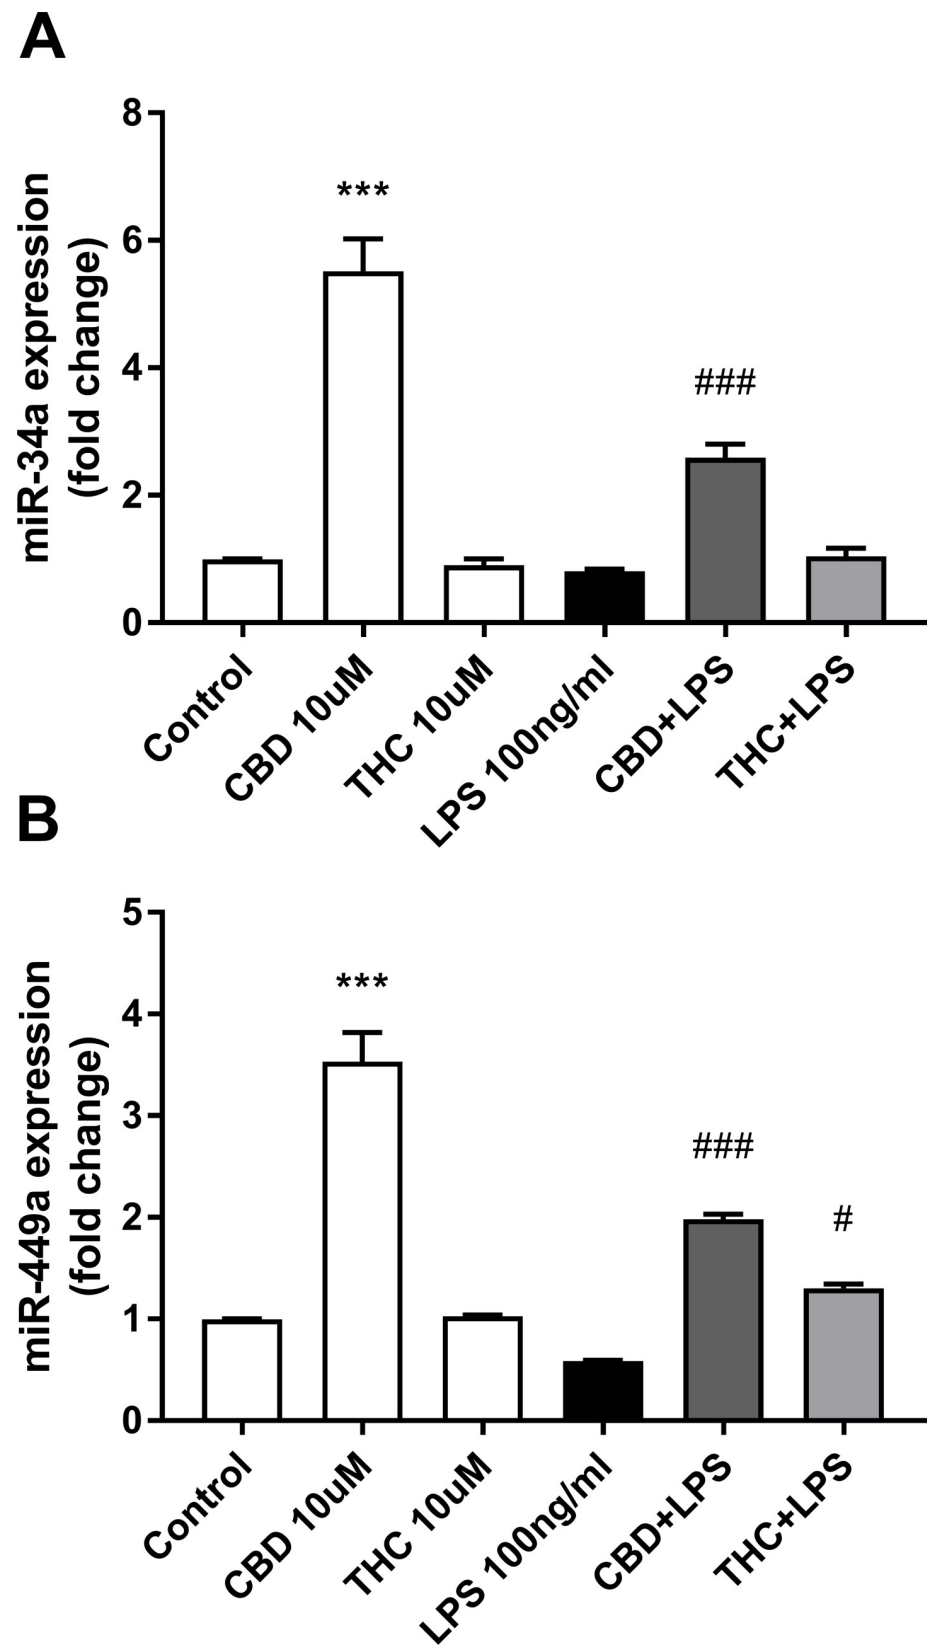 A
miR-34a expression
(fold change)
8
6
4
2
0
***
###
Control
CBD 10uM
THC 10uM
LPS 100ng/ml
CBD+LPS
THC+LPS
B
miR-449a expression
(fold change)
5
4
3
2
1
0
***
###
#
Control
CBD 10uM
THC 10uM
LPS 100ng/ml
CBD+LPS
THC+LPS